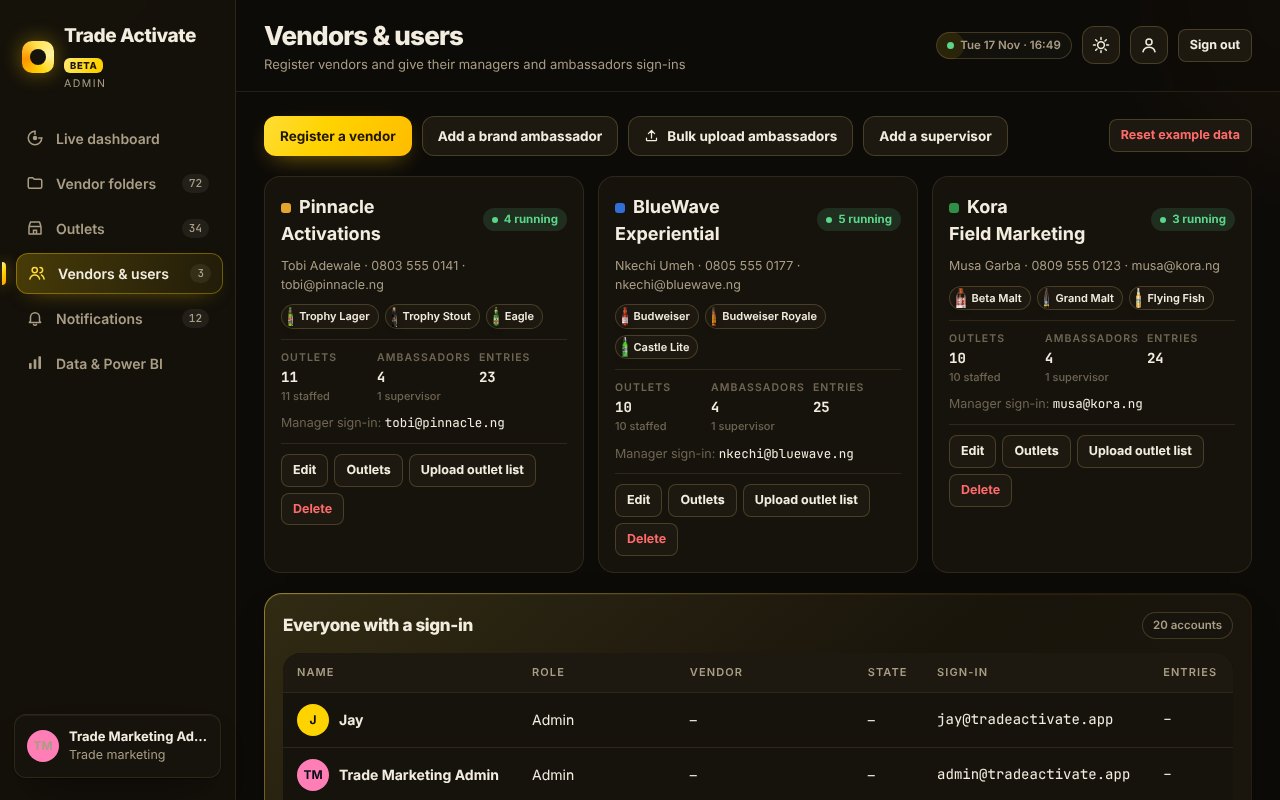 Trade Activate
BETA
ADMIN
Live dashboard
Vendor folders 72
Outlets 34
Vendors & users 3
Notifications 12
Data & Power BI
TM
Trade Marketing Ad...
Trade marketing
Vendors & users
Register vendors and give their managers and ambassadors sign-ins
Tue 17 Nov · 16:49
Sign out
Register a vendor
Add a brand ambassador
Bulk upload ambassadors
Add a supervisor
Reset example data
Pinnacle
Activations
4 running
Tobi Adewale · 0803 555 0141 ·
tobi@pinnacle.ng
Trophy Lager
Trophy Stout
Eagle
OUTLETS AMBASSADORS ENTRIES
11 4 23
11 staffed 1 supervisor
Manager sign-in: tobi@pinnacle.ng
Edit
Outlets
Upload outlet list
Delete
BlueWave
Experiential
5 running
Nkechi Umeh · 0805 555 0177 ·
nkechi@bluewave.ng
Budweiser
Budweiser Royale
Castle Lite
OUTLETS AMBASSADORS ENTRIES
10 4 25
10 staffed 1 supervisor
Manager sign-in: nkechi@bluewave.ng
Edit
Outlets
Upload outlet list
Delete
Kora
Field Marketing
3 running
Musa Garba · 0809 555 0123 · musa@kora.ng
Beta Malt
Grand Malt
Flying Fish
OUTLETS AMBASSADORS ENTRIES
10 4 24
10 staffed 1 supervisor
Manager sign-in: musa@kora.ng
Edit
Outlets
Upload outlet list
Delete
Everyone with a sign-in
20 accounts
NAME ROLE VENDOR STATE SIGN-IN ENTRIES
J Jay Admin – – jay@tradeactivate.app –
TM Trade Marketing Admin Admin – – admin@tradeactivate.app –